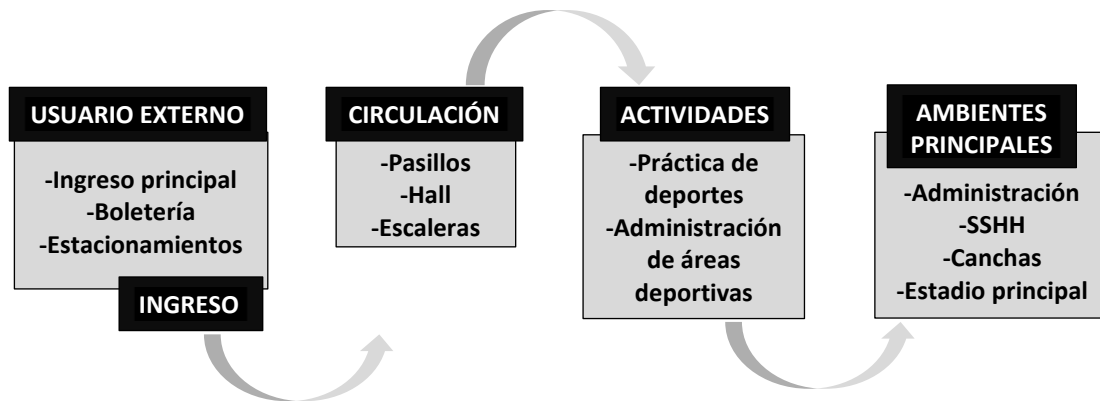 USUARIO EXTERNO
-Ingreso principal
-Boletería
-Estacionamientos
INGRESO
CIRCULACIÓN
-Pasillos
-Hall
-Escaleras
ACTIVIDADES
-Práctica de
deportes
-Administración
de áreas
deportivas
AMBIENTES
PRINCIPALES
-Administración
-SSHH
-Canchas
-Estadio principal